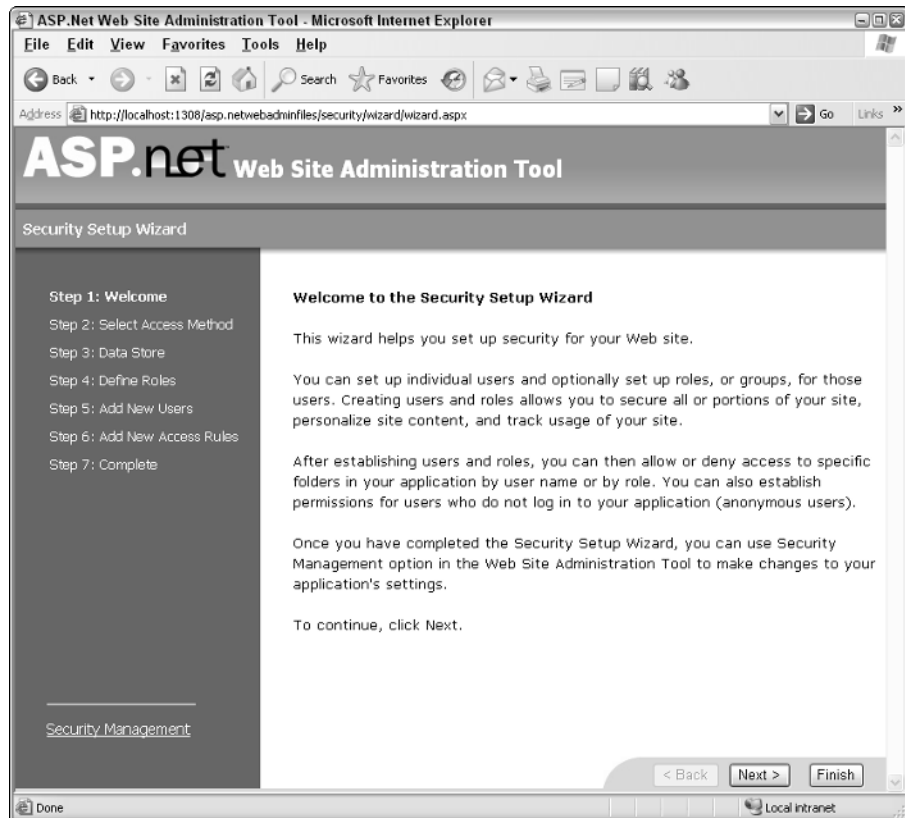 ASP.Net Web Site Administration Tool - Microsoft Internet Explorer
File Edit View Favorites Tools Help
Back Search Favorites
Address http://localhost:1308/asp.netwebadminfiles/security/wizard/wizard.aspx Go Links »
ASP.net Web Site Administration Tool
Security Setup Wizard
Step 1: Welcome
Step 2: Select Access Method
Step 3: Data Store
Step 4: Define Roles
Step 5: Add New Users
Step 6: Add New Access Rules
Step 7: Complete
Security Management
Welcome to the Security Setup Wizard
This wizard helps you set up security for your Web site.
You can set up individual users and optionally set up roles, or groups, for those
users. Creating users and roles allows you to secure all or portions of your site,
personalize site content, and track usage of your site.
After establishing users and roles, you can then allow or deny access to specific
folders in your application by user name or by role. You can also establish
permissions for users who do not log in to your application (anonymous users).
Once you have completed the Security Setup Wizard, you can use Security
Management option in the Web Site Administration Tool to make changes to your
application's settings.
To continue, click Next.
< Back Next > Finish
Done Local intranet